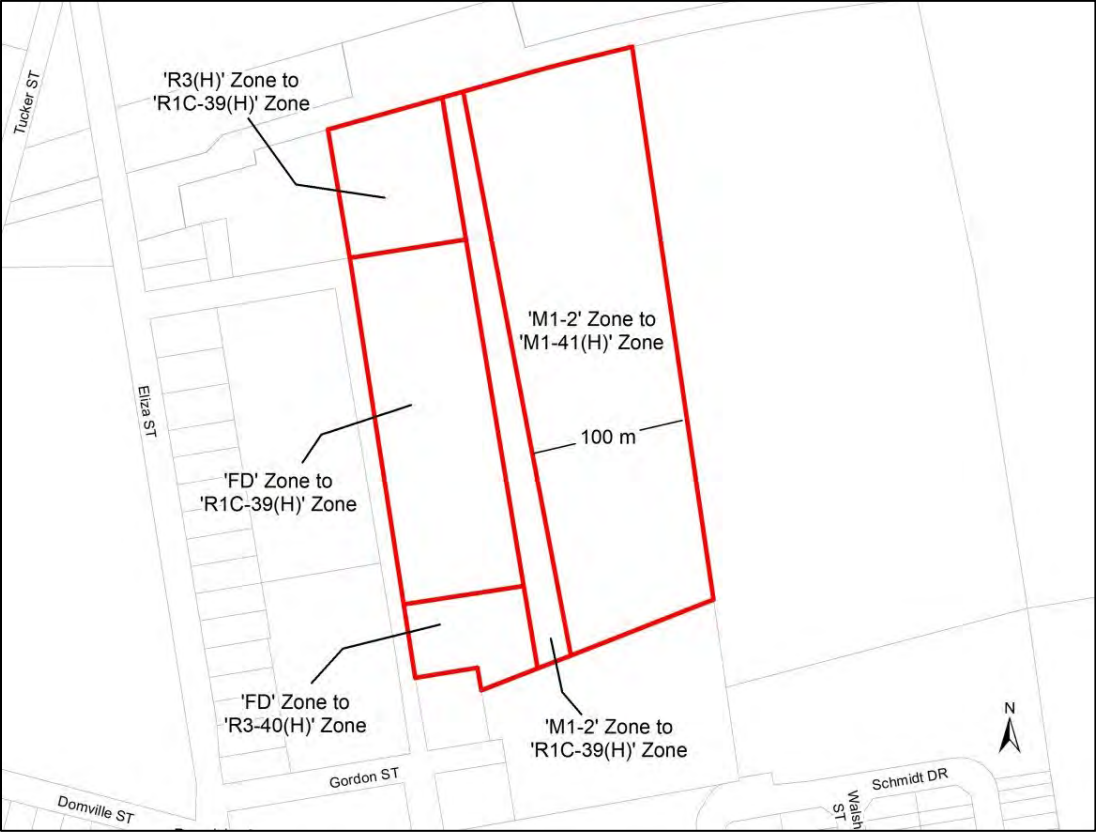 Tucker ST
'R3(H)' Zone to
'R1C-39(H)' Zone
'M1-2' Zone to
'M1-41(H)' Zone
Eliza ST
100 m
'FD' Zone to
'R1C-39(H)' Zone
'FD' Zone to
'R3-40(H)' Zone
'M1-2' Zone to
'R1C-39(H)' Zone
N
Gordon ST
Schmidt DR
Walsh
ST
Domville ST